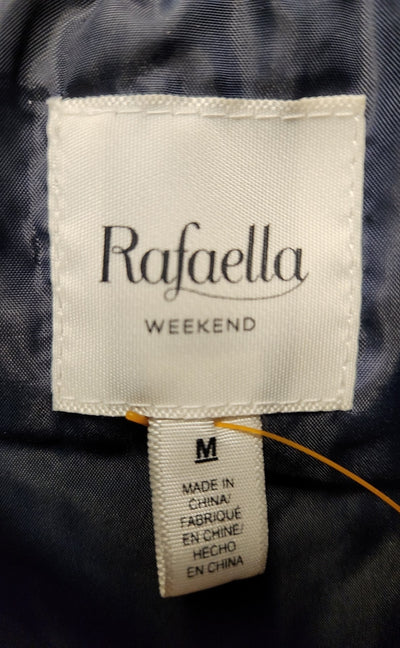 Rafaella
WEEKEND
M
MADE IN
CHINA/
FABRIQUÉ
EN CHINE/
HECHO
EN CHINA